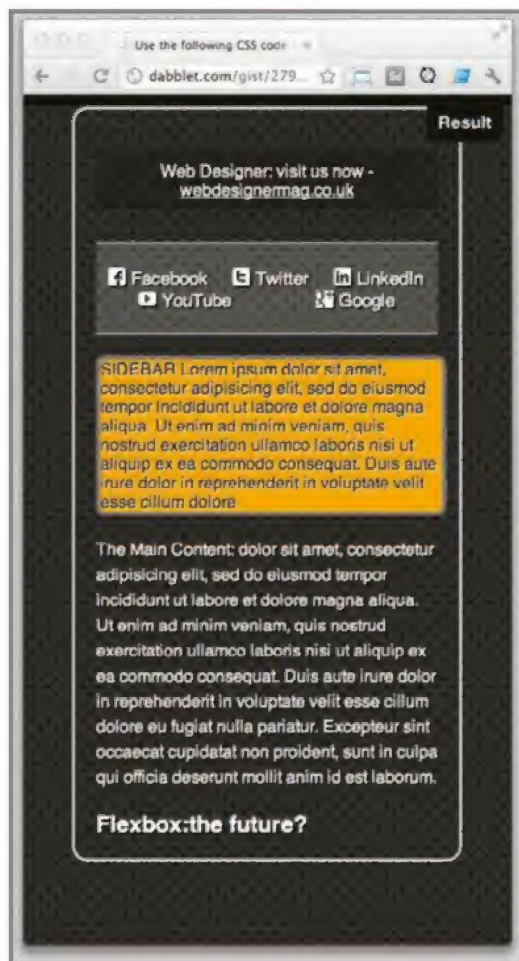 Use the following CSS code
dabblet.com/gist/279...
Result
Web Designer: visit us now -
webdesignermag.co.uk
Facebook Twitter LinkedIn
YouTube Google
SIDEBAR Lorem ipsum dolor sit amet,
consectetur adipisicing elit, sed do eiusmod
tempor incididunt ut labore et dolore magna
aliqua. Ut enim ad minim veniam, quis
nostrud exercitation ullamco laboris nisi ut
aliquip ex ea commodo consequat. Duis aute
irure dolor in reprehenderit in voluptate velit
esse cillum dolore
The Main Content: dolor sit amet, consectetur
adipisicing elit, sed do eiusmod tempor
incididunt ut labore et dolore magna aliqua.
Ut enim ad minim veniam, quis nostrud
exercitation ullamco laboris nisi ut aliquip ex
ea commodo consequat. Duis aute irure dolor
in reprehenderit in voluptate velit esse cillum
dolore eu fugiat nulla pariatur. Excepteur sint
occaecat cupidatat non proident, sunt in culpa
qui officia deserunt mollit anim id est laborum.
Flexbox:the future?